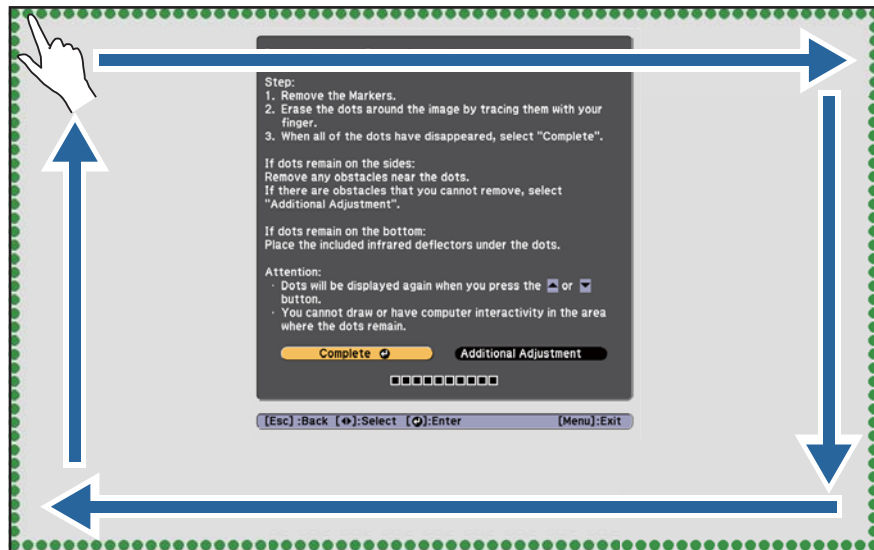 Step:
1. Remove the Markers.
2. Erase the dots around the image by tracing them with your
finger.
3. When all of the dots have disappeared, select "Complete".
If dots remain on the sides:
Remove any obstacles near the dots.
If there are obstacles that you cannot remove, select
"Additional Adjustment".
If dots remain on the bottom:
Place the included infrared deflectors under the dots.
Attention:
· Dots will be displayed again when you press the or
button.
· You cannot draw or have computer interactivity in the area
where the dots remain.
Complete
Additional Adjustment
[Esc] :Back [ ]:Select [ ]:Enter [Menu]:Exit